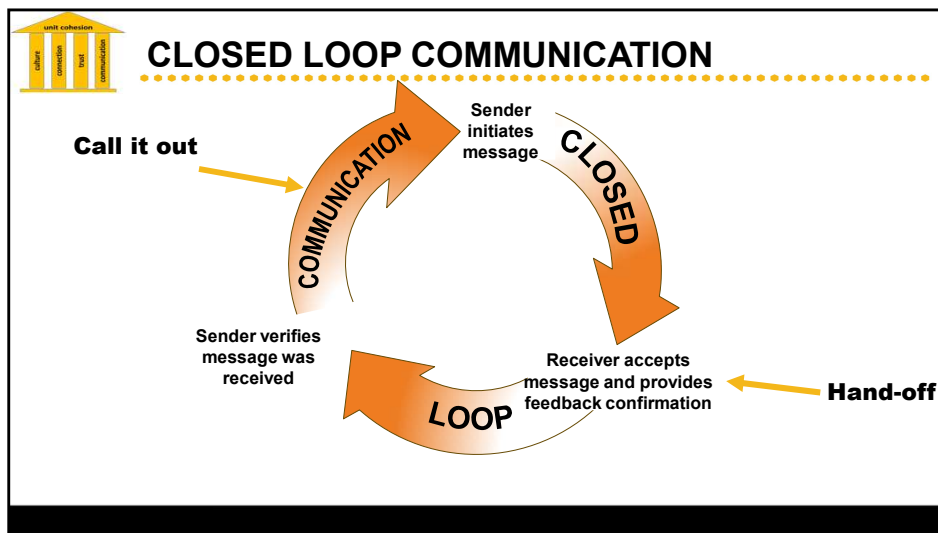 unit cohesion
culture
connection
trust
communication
CLOSED LOOP COMMUNICATION
Call it out
COMMUNICATION
Sender
initiates
message
CLOSED
Sender verifies
message was
received
Receiver accepts
message and provides
feedback confirmation
Hand-off
LOOP